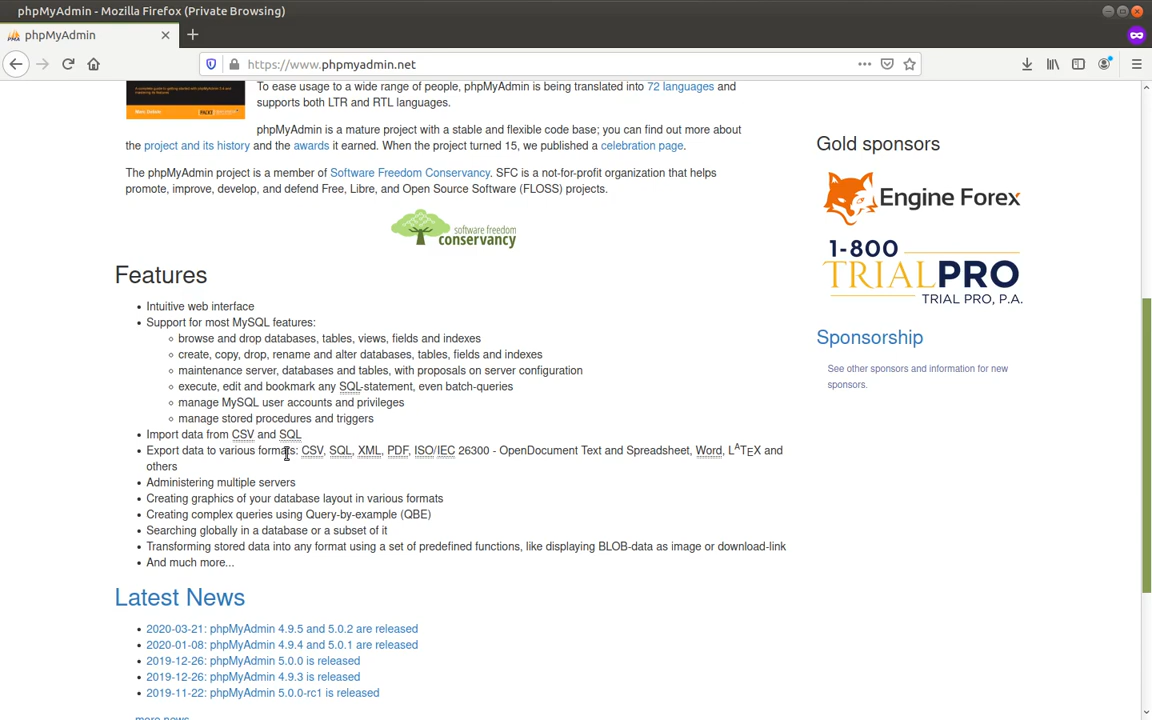 phpMyAdmin - Mozilla Firefox (Private Browsing)
phpMyAdmin
https://www.phpmyadmin.net
To ease usage to a wide range of people, phpMyAdmin is being translated into 72 languages and
supports both LTR and RTL languages.
phpMyAdmin is a mature project with a stable and flexible code base; you can find out more about
the project and its history and the awards it earned. When the project turned 15, we published a celebration page.
The phpMyAdmin project is a member of Software Freedom Conservancy. SFC is a not-for-profit organization that helps
promote, improve, develop, and defend Free, Libre, and Open Source Software (FLOSS) projects.
software freedom
conservancy
Features
• Intuitive web interface
• Support for most MySQL features:
◦ browse and drop databases, tables, views, fields and indexes
◦ create, copy, drop, rename and alter databases, tables, fields and indexes
◦ maintenance server, databases and tables, with proposals on server configuration
◦ execute, edit and bookmark any SQL-statement, even batch-queries
◦ manage MySQL user accounts and privileges
◦ manage stored procedures and triggers
• Import data from CSV and SQL
• Export data to various formats: CSV, SQL, XML, PDF, ISO/IEC 26300 - OpenDocument Text and Spreadsheet, Word, LATEX and
others
• Administering multiple servers
• Creating graphics of your database layout in various formats
• Creating complex queries using Query-by-example (QBE)
• Searching globally in a database or a subset of it
• Transforming stored data into any format using a set of predefined functions, like displaying BLOB-data as image or download-link
• And much more...
Latest News
• 2020-03-21: phpMyAdmin 4.9.5 and 5.0.2 are released
• 2020-01-08: phpMyAdmin 4.9.4 and 5.0.1 are released
• 2019-12-26: phpMyAdmin 5.0.0 is released
• 2019-12-26: phpMyAdmin 4.9.3 is released
• 2019-11-22: phpMyAdmin 5.0.0-rc1 is released
more news
Gold sponsors
Engine Forex
1-800
TRIALPRO
TRIAL PRO, P.A.
Sponsorship
See other sponsors and information for new
sponsors.